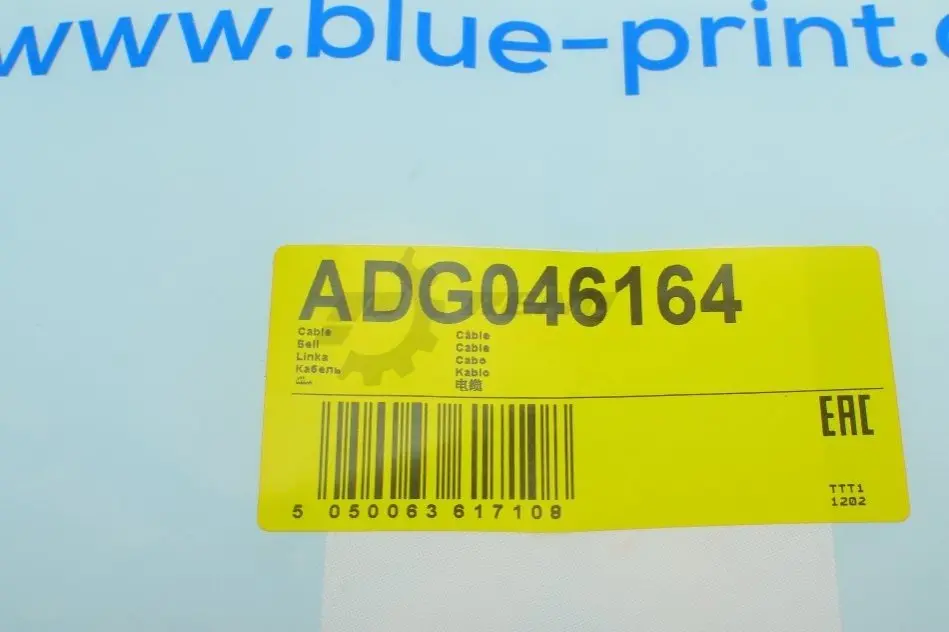 www.blue-print.c
ADG046164
Cable
Seil
Linka
Кабель
Câble
Cable
Cabo
Kablo
电缆
EAC
TTT1
1202
5 050063 617108